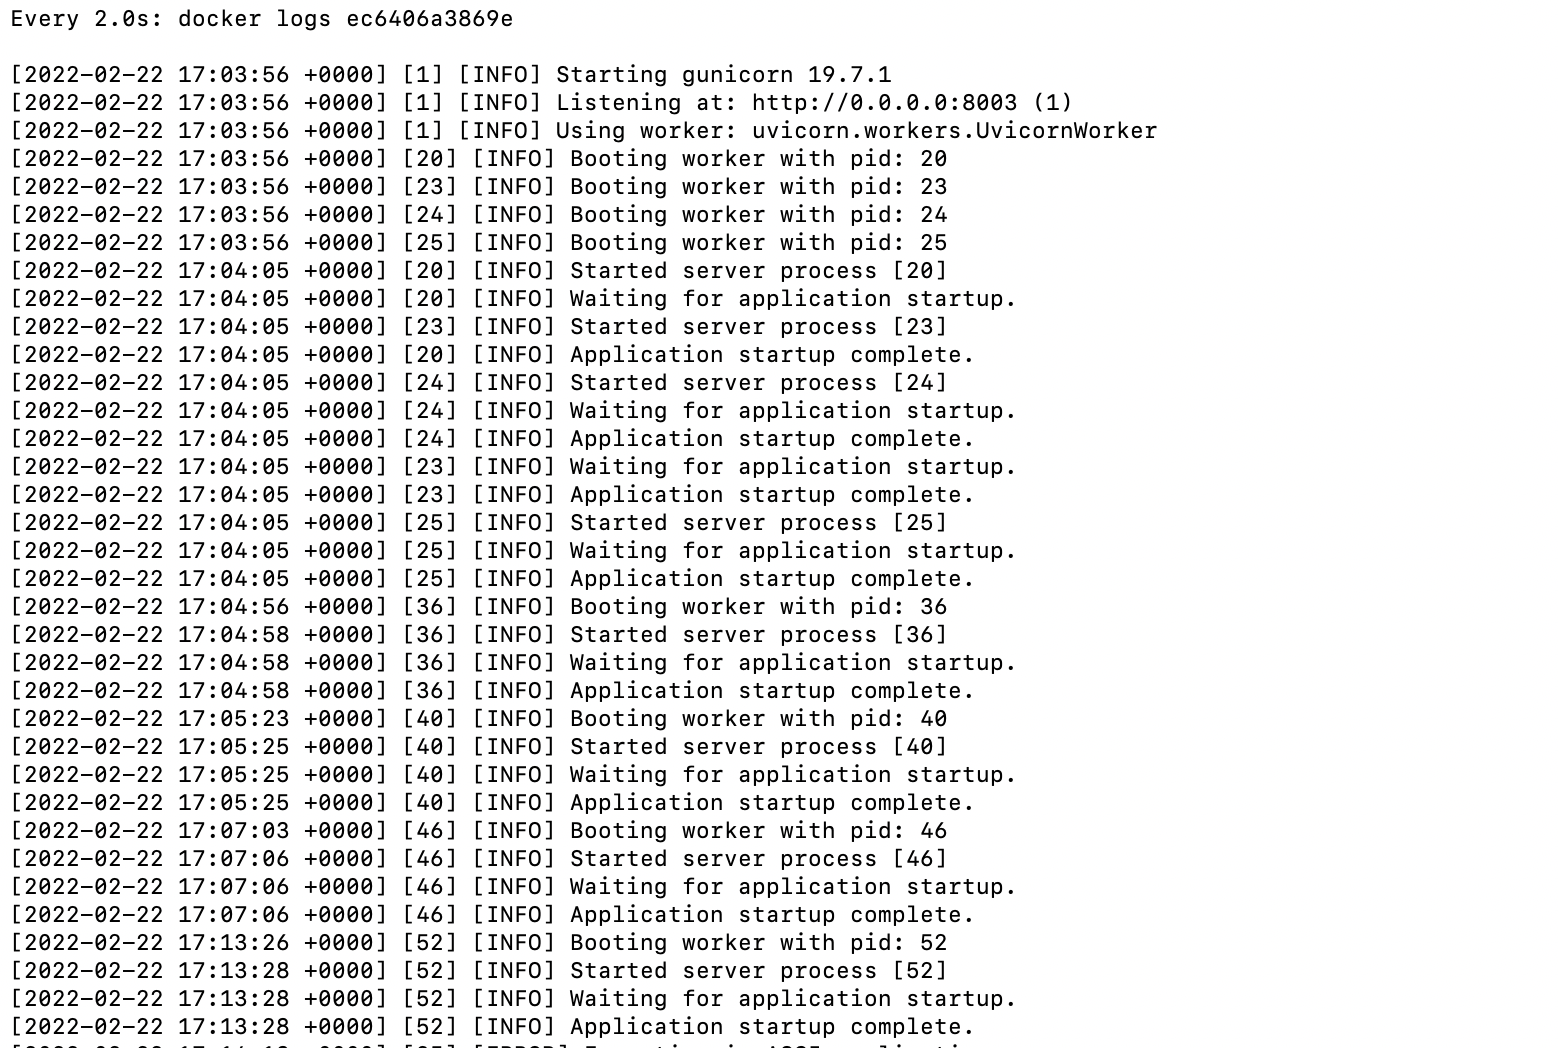 Every 2.0s: docker logs ec6406a3869e
[2022-02-22 17:03:56 +0000] [1] [INFO] Starting gunicorn 19.7.1
[2022-02-22 17:03:56 +0000] [1] [INFO] Listening at: http://0.0.0.0:8003 (1)
[2022-02-22 17:03:56 +0000] [1] [INFO] Using worker: uvicorn.workers.UvicornWorker
[2022-02-22 17:03:56 +0000] [20] [INFO] Booting worker with pid: 20
[2022-02-22 17:03:56 +0000] [23] [INFO] Booting worker with pid: 23
[2022-02-22 17:03:56 +0000] [24] [INFO] Booting worker with pid: 24
[2022-02-22 17:03:56 +0000] [25] [INFO] Booting worker with pid: 25
[2022-02-22 17:04:05 +0000] [20] [INFO] Started server process [20]
[2022-02-22 17:04:05 +0000] [20] [INFO] Waiting for application startup.
[2022-02-22 17:04:05 +0000] [23] [INFO] Started server process [23]
[2022-02-22 17:04:05 +0000] [20] [INFO] Application startup complete.
[2022-02-22 17:04:05 +0000] [24] [INFO] Started server process [24]
[2022-02-22 17:04:05 +0000] [24] [INFO] Waiting for application startup.
[2022-02-22 17:04:05 +0000] [24] [INFO] Application startup complete.
[2022-02-22 17:04:05 +0000] [23] [INFO] Waiting for application startup.
[2022-02-22 17:04:05 +0000] [23] [INFO] Application startup complete.
[2022-02-22 17:04:05 +0000] [25] [INFO] Started server process [25]
[2022-02-22 17:04:05 +0000] [25] [INFO] Waiting for application startup.
[2022-02-22 17:04:05 +0000] [25] [INFO] Application startup complete.
[2022-02-22 17:04:56 +0000] [36] [INFO] Booting worker with pid: 36
[2022-02-22 17:04:58 +0000] [36] [INFO] Started server process [36]
[2022-02-22 17:04:58 +0000] [36] [INFO] Waiting for application startup.
[2022-02-22 17:04:58 +0000] [36] [INFO] Application startup complete.
[2022-02-22 17:05:23 +0000] [40] [INFO] Booting worker with pid: 40
[2022-02-22 17:05:25 +0000] [40] [INFO] Started server process [40]
[2022-02-22 17:05:25 +0000] [40] [INFO] Waiting for application startup.
[2022-02-22 17:05:25 +0000] [40] [INFO] Application startup complete.
[2022-02-22 17:07:03 +0000] [46] [INFO] Booting worker with pid: 46
[2022-02-22 17:07:06 +0000] [46] [INFO] Started server process [46]
[2022-02-22 17:07:06 +0000] [46] [INFO] Waiting for application startup.
[2022-02-22 17:07:06 +0000] [46] [INFO] Application startup complete.
[2022-02-22 17:13:26 +0000] [52] [INFO] Booting worker with pid: 52
[2022-02-22 17:13:28 +0000] [52] [INFO] Started server process [52]
[2022-02-22 17:13:28 +0000] [52] [INFO] Waiting for application startup.
[2022-02-22 17:13:28 +0000] [52] [INFO] Application startup complete.